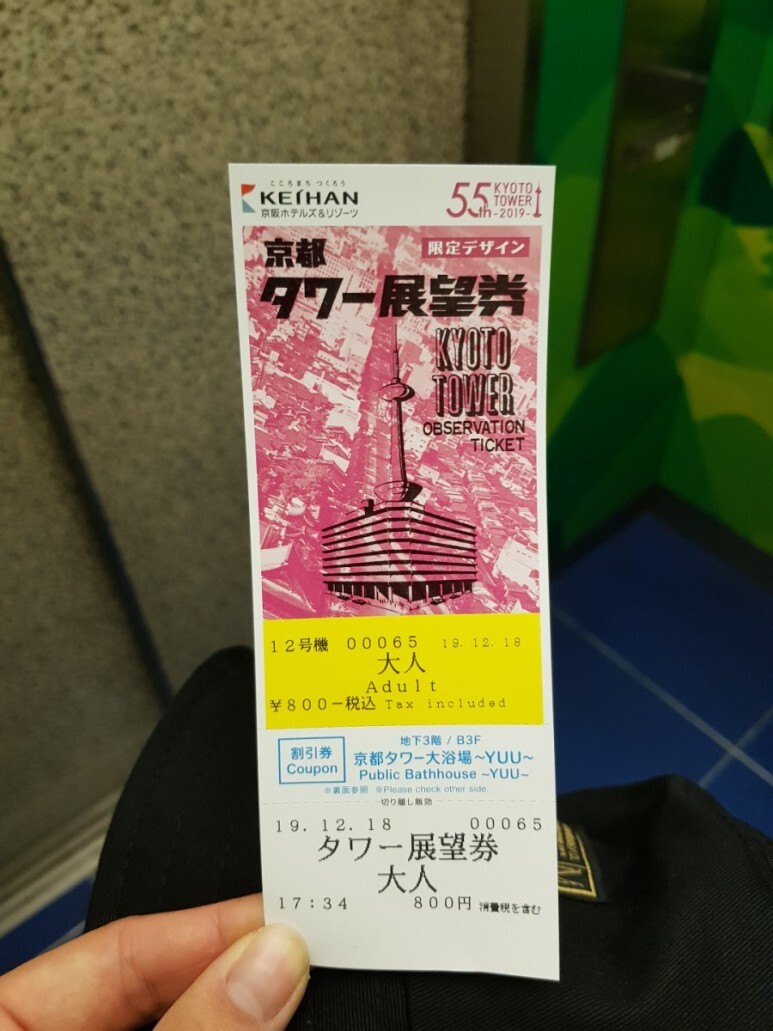 こころまち つくろう
KEIHAN
京阪ホテルズ&リゾーツ
55th
KYOTO
TOWER
-2019-
限定デザイン
京都
タワー展望券
KYOTO
TOWER
OBSERVATION
TICKET
12号機 00065 19.12.18
大人
Adult
¥800-税込 Tax included
地下3階 / B3F
割引券
Coupon
京都タワー大浴場~YUU~
Public Bathhouse ~YUU~
※裏面参照 ※Please check other side.
切り離し無効
19.12.18 00065
タワー展望券
大人
17:34 800円 消費税を含む